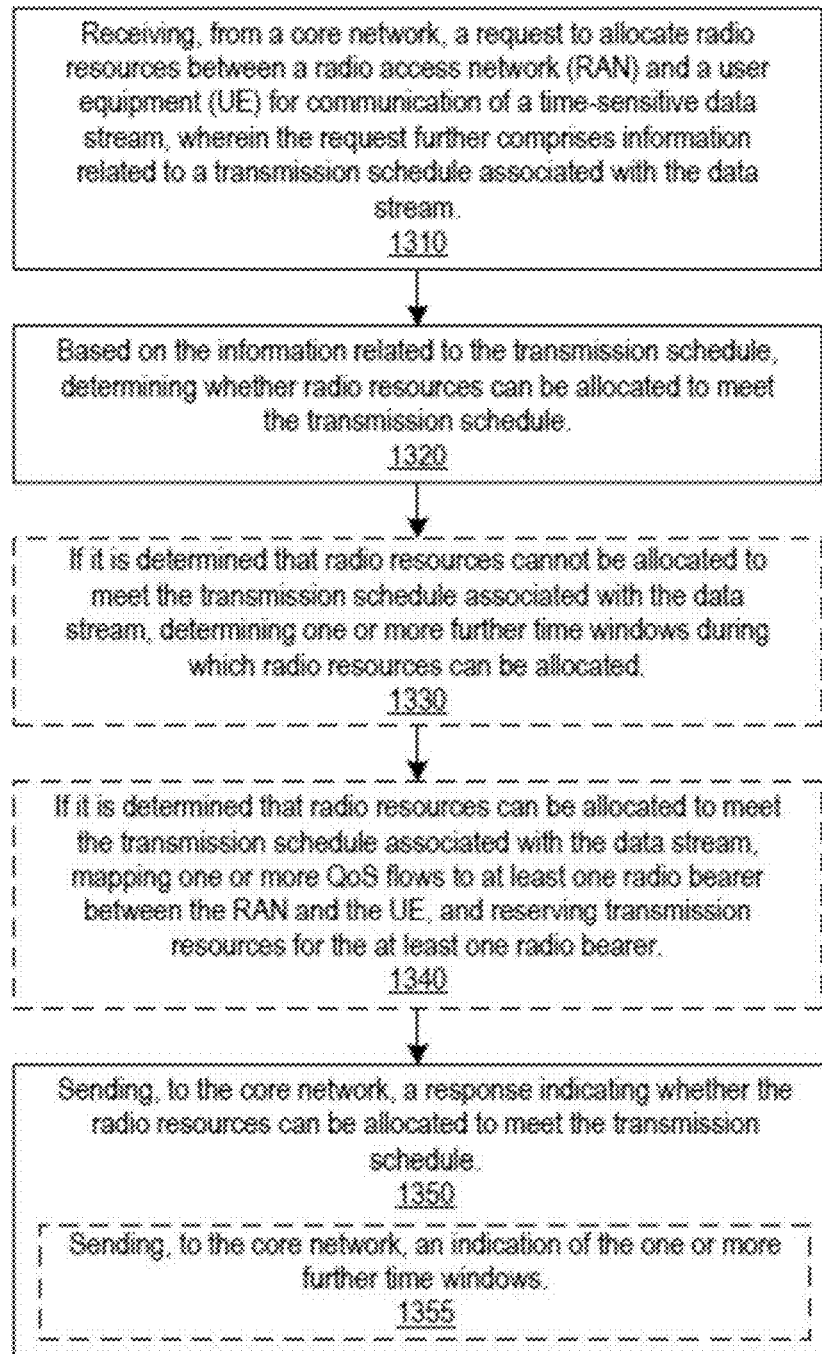 Receiving, from a core network, a request to allocate radio
resources between a radio access network (RAN) and a user
equipment (UE) for communication of a time-sensitive data
stream, wherein the request further comprises information
related to a transmission schedule associated with the data
stream.
1310
Based on the information related to the transmission schedule,
determining whether radio resources can be allocated to meet
the transmission schedule.
1320
If it is determined that radio resources cannot be allocated to
meet the transmission schedule associated with the data
stream, determining one or more further time windows during
which radio resources can be allocated.
1330
If it is determined that radio resources can be allocated to meet
the transmission schedule associated with the data stream,
mapping one or more QoS flows to at least one radio bearer
between the RAN and the UE, and reserving transmission
resources for the at least one radio bearer.
1340
Sending, to the core network, a response indicating whether the
radio resources can be allocated to meet the transmission
schedule.
1350
Sending, to the core network, an indication of the one or more
further time windows.
1355